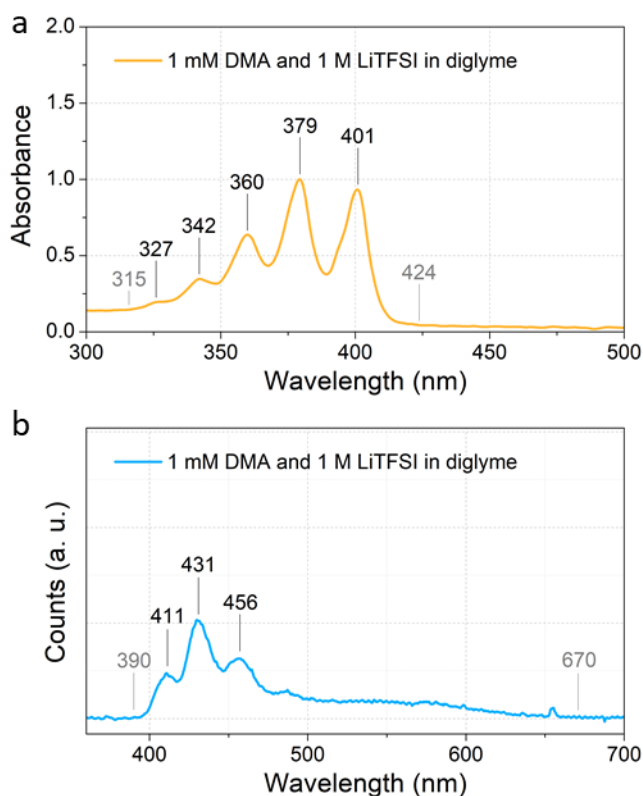 a
2.0
1 mM DMA and 1 M LiTFSI in diglyme
1.5
379
401
1.0
360
342
0.5
327
315
424
0.0
300 350 400 450 500
Absorbance
Wavelength (nm)
b
1 mM DMA and 1 M LiTFSI in diglyme
431
411
456
390
670
Counts (a. u.)
400 500 600 700
Wavelength (nm)